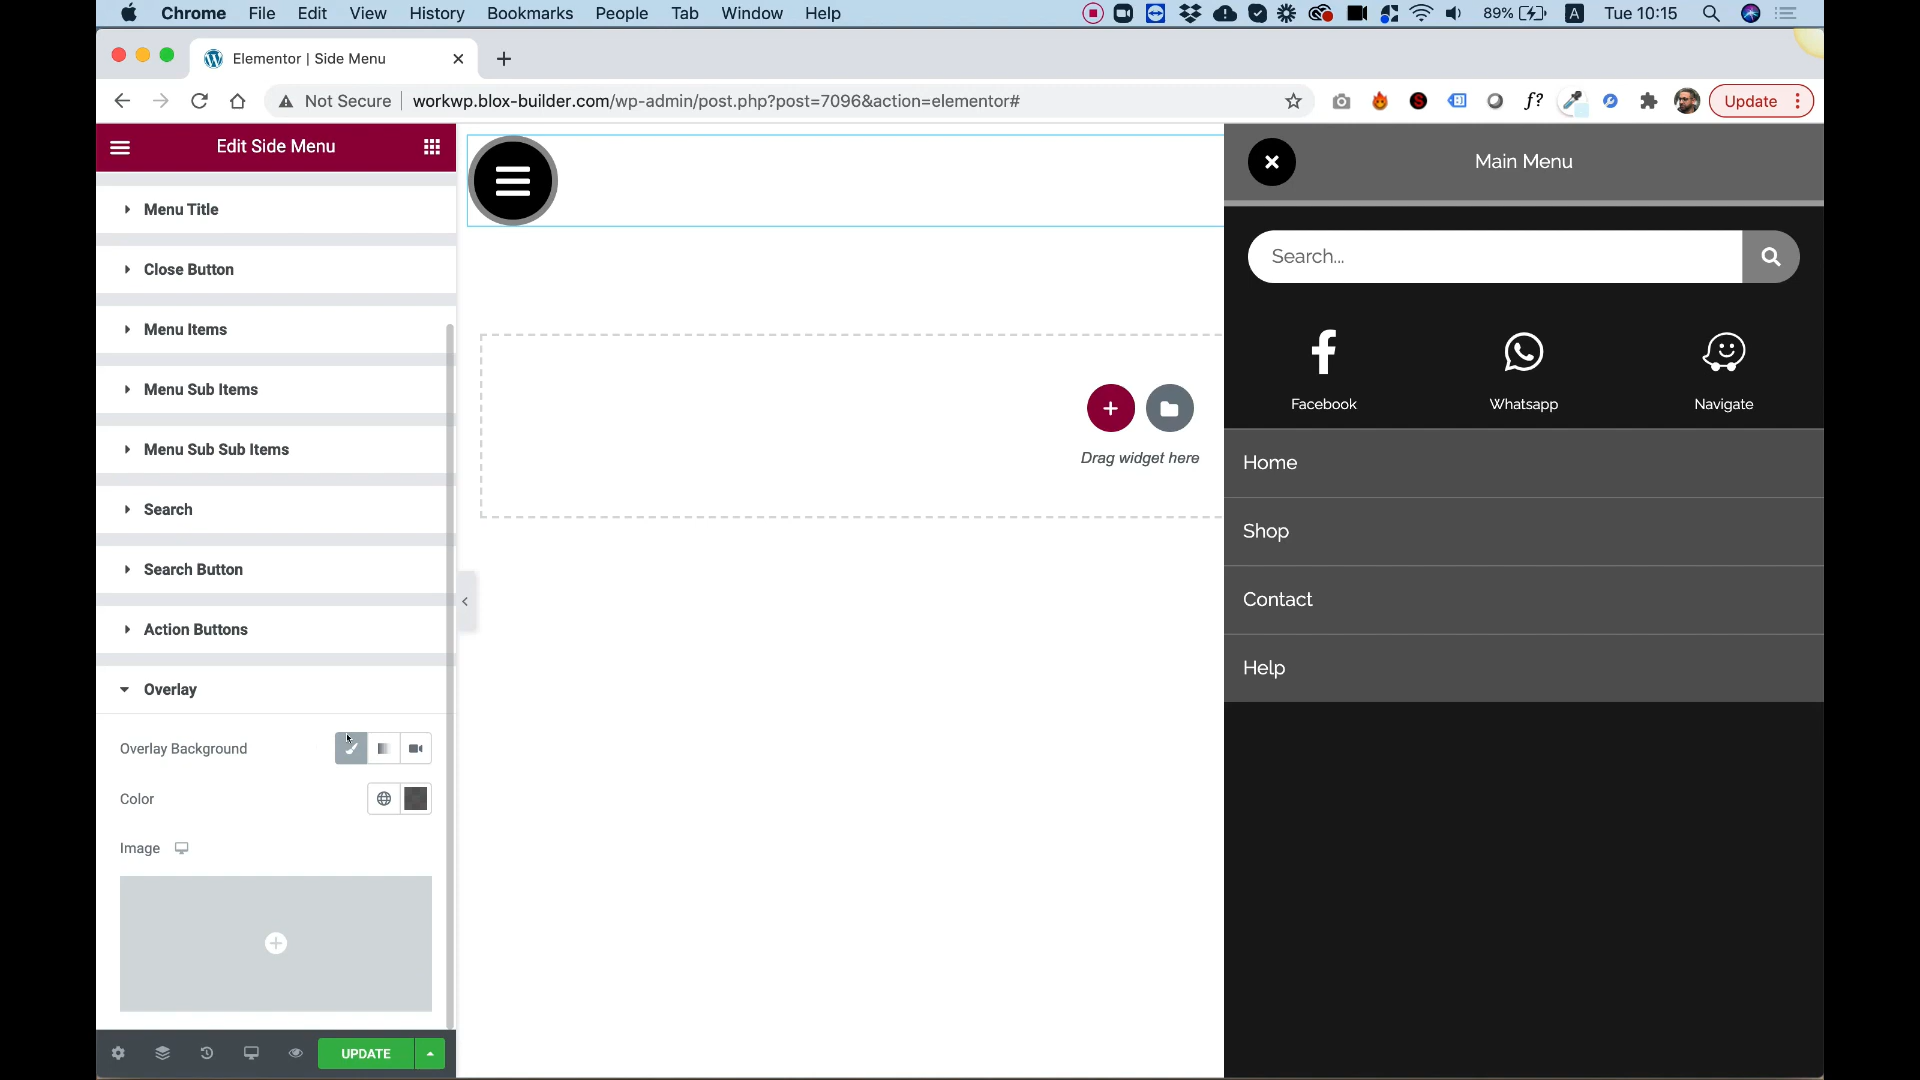 Chrome File Edit View History Bookmarks People Tab Window Help
89% A Tue 10:15
Elementor | Side Menu
Not Secure workwp.blox-builder.com/wp-admin/post.php?post=7096&action=elementor#
f?
Update
Edit Side Menu
Menu Title
Close Button
Menu Items
Menu Sub Items
Menu Sub Sub Items
Search
Search Button
Action Buttons
Overlay
Overlay Background
Color
Image
UPDATE
Drag widget here
Main Menu
Search...
Facebook
Whatsapp
Navigate
Home
Shop
Contact
Help